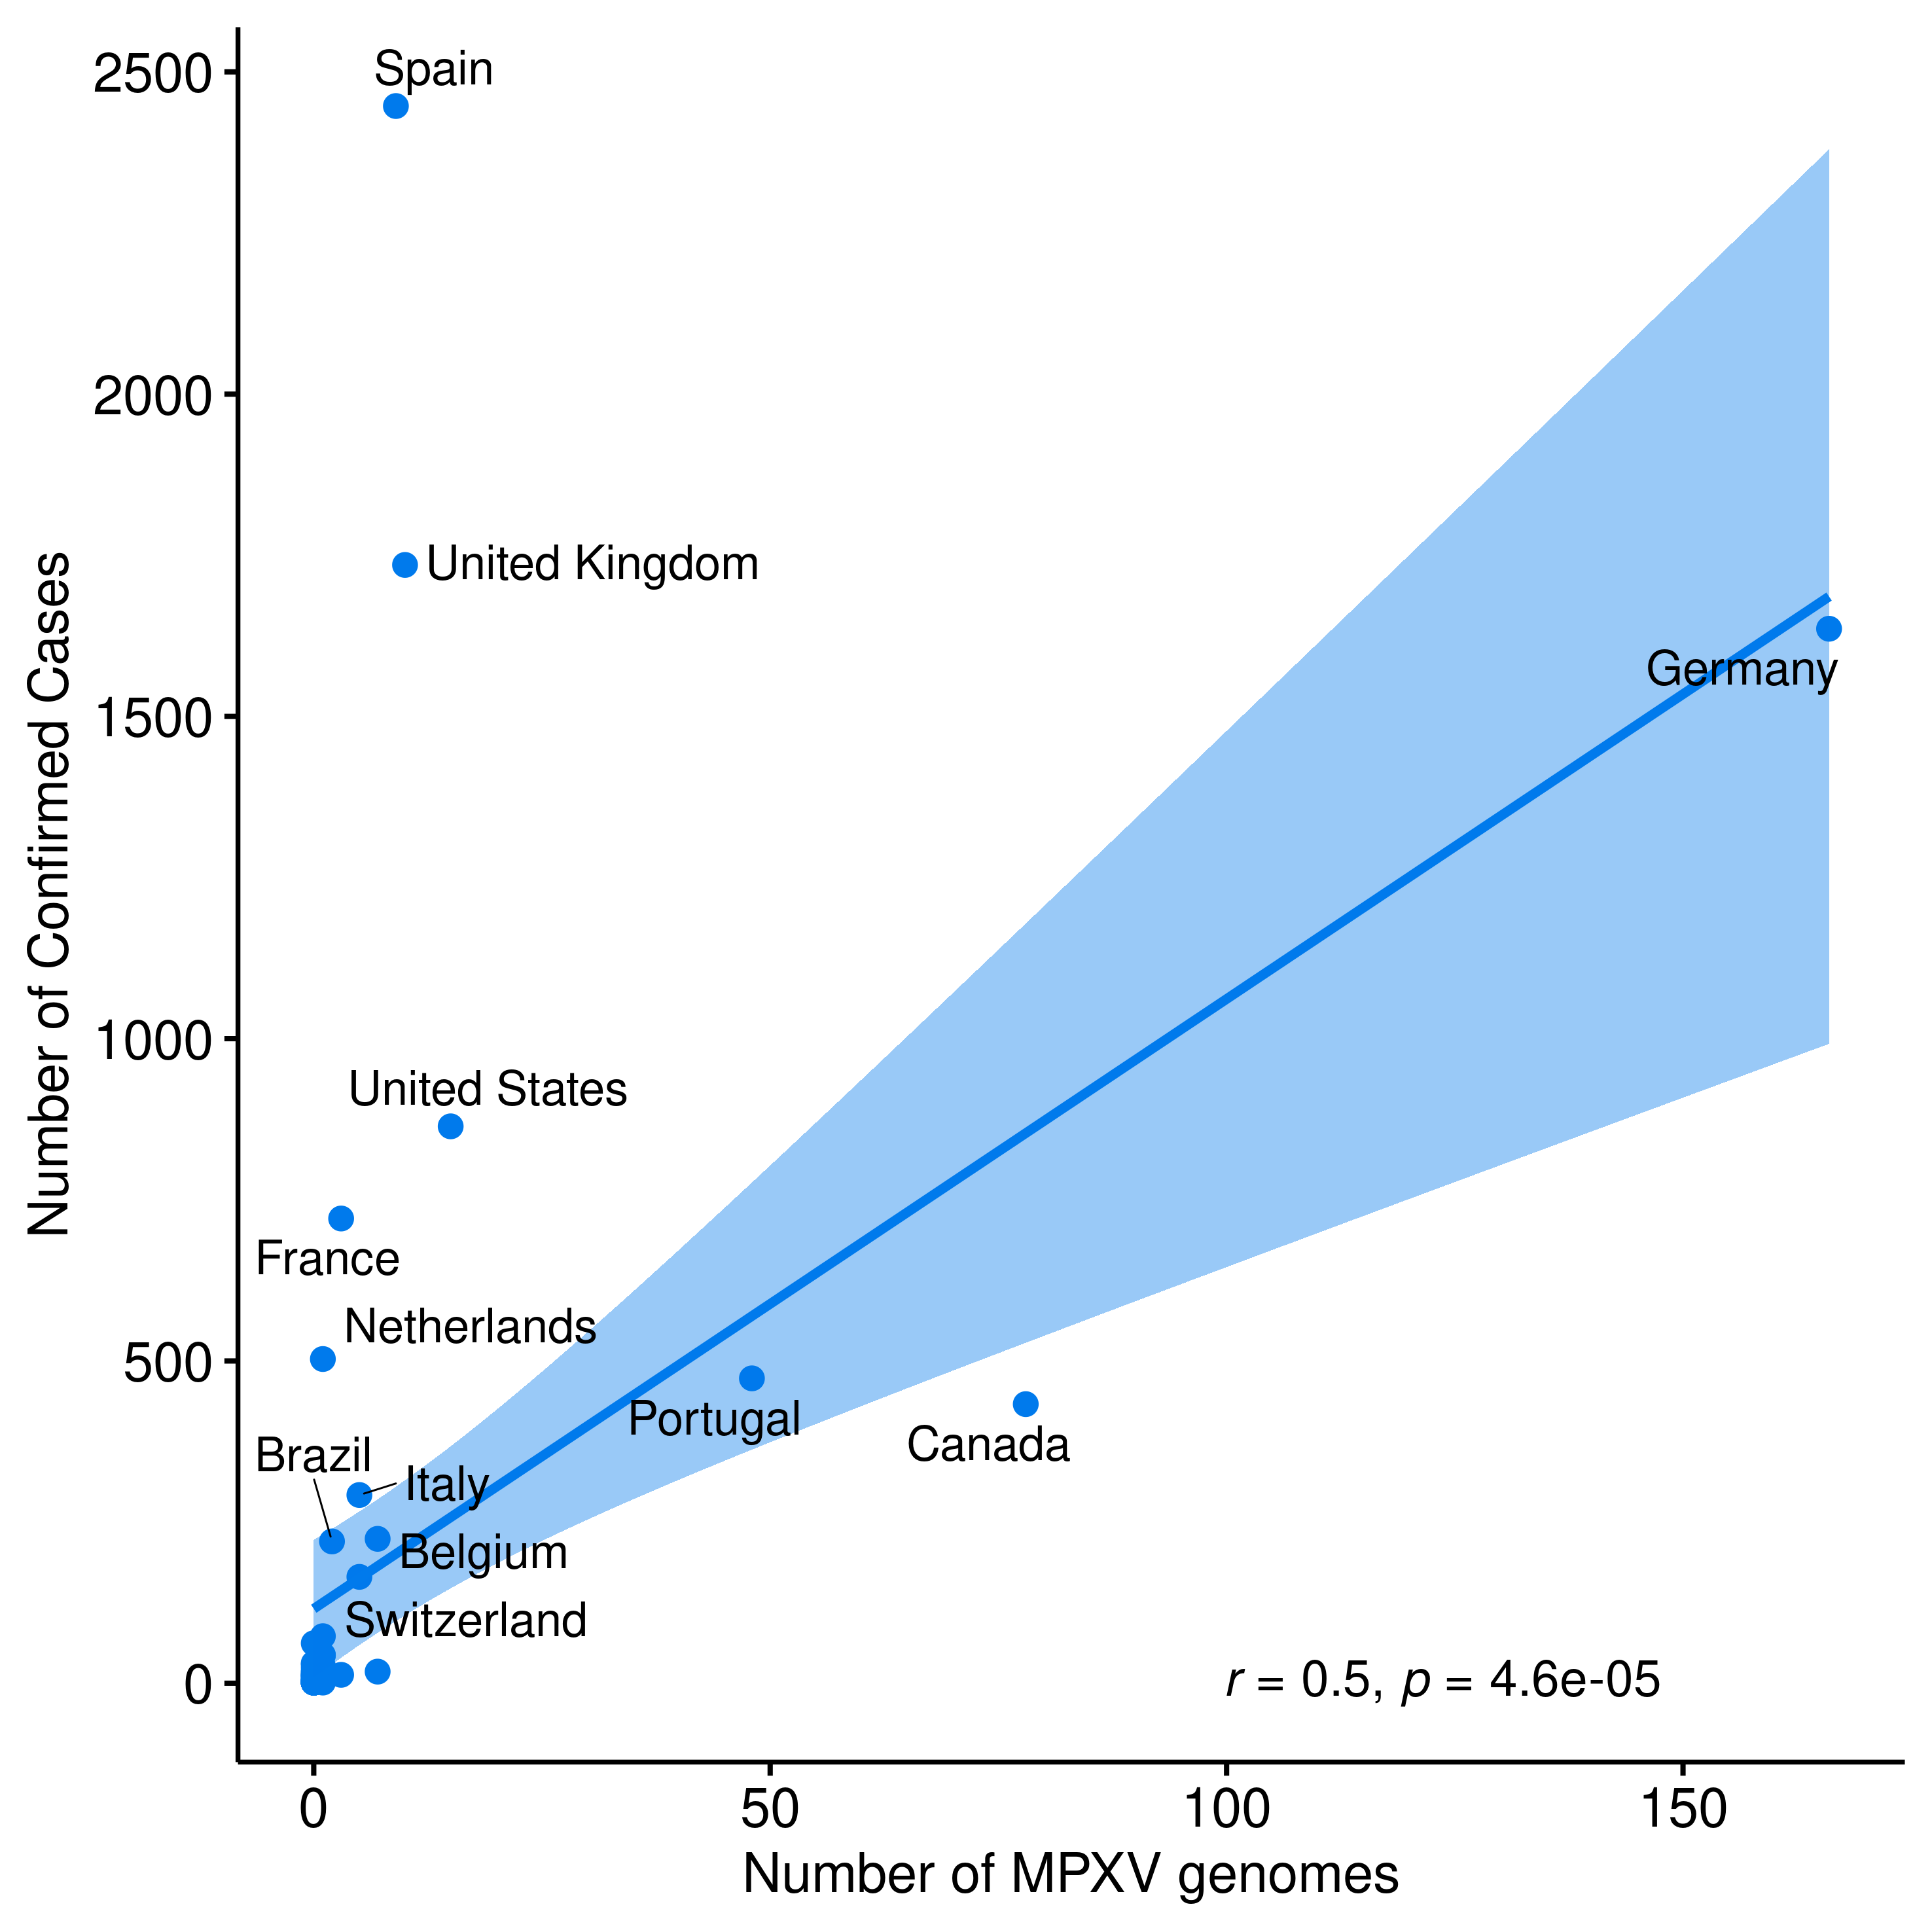 2500
2000
1500
1000
500
0
Number of Confirmed Cases
Spain
United Kingdom
Germany
United States
France
Netherlands
Portugal
Canada
Brazil
Italy
Belgium
Switzerland
r = 0.5, p = 4.6e-05
0 50 100 150
Number of MPXV genomes